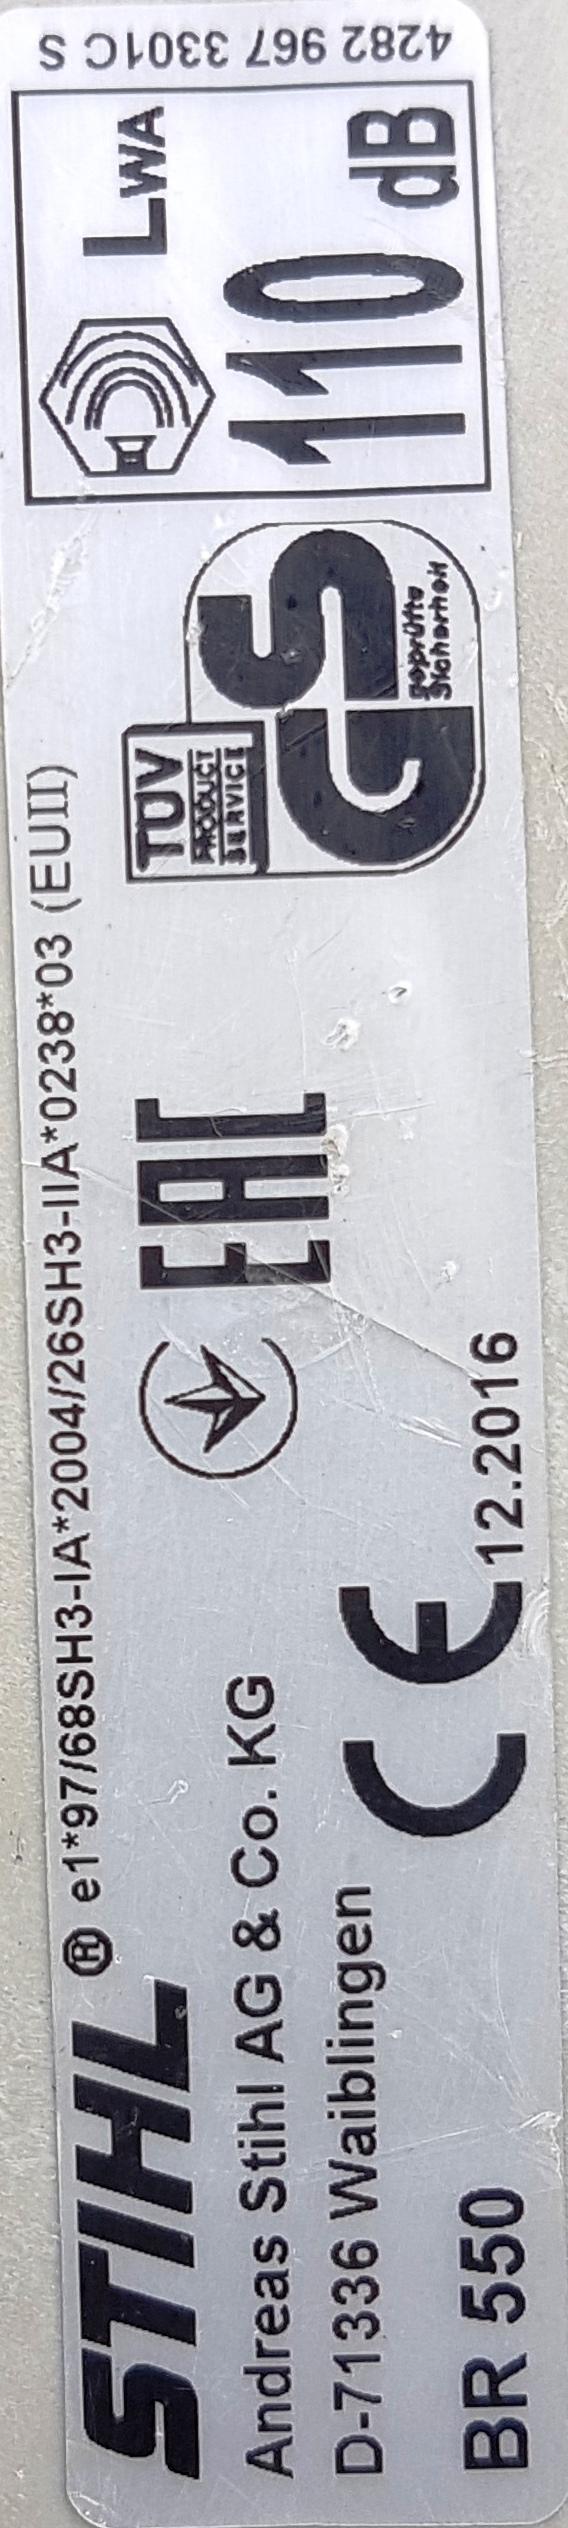 STIHL ® e1*97/68SH3-IA*2004/26SH3-IIA*0238*03 (EUII)
Andreas Stihl AG & Co. KG
D-71336 Waiblingen
BR 550
CE 12.2016
EAC
TÜV
PRODUCT
SERVICE
GS
geprüfte
Sicherheit
LWA
110 dB
4282 967 3301C S